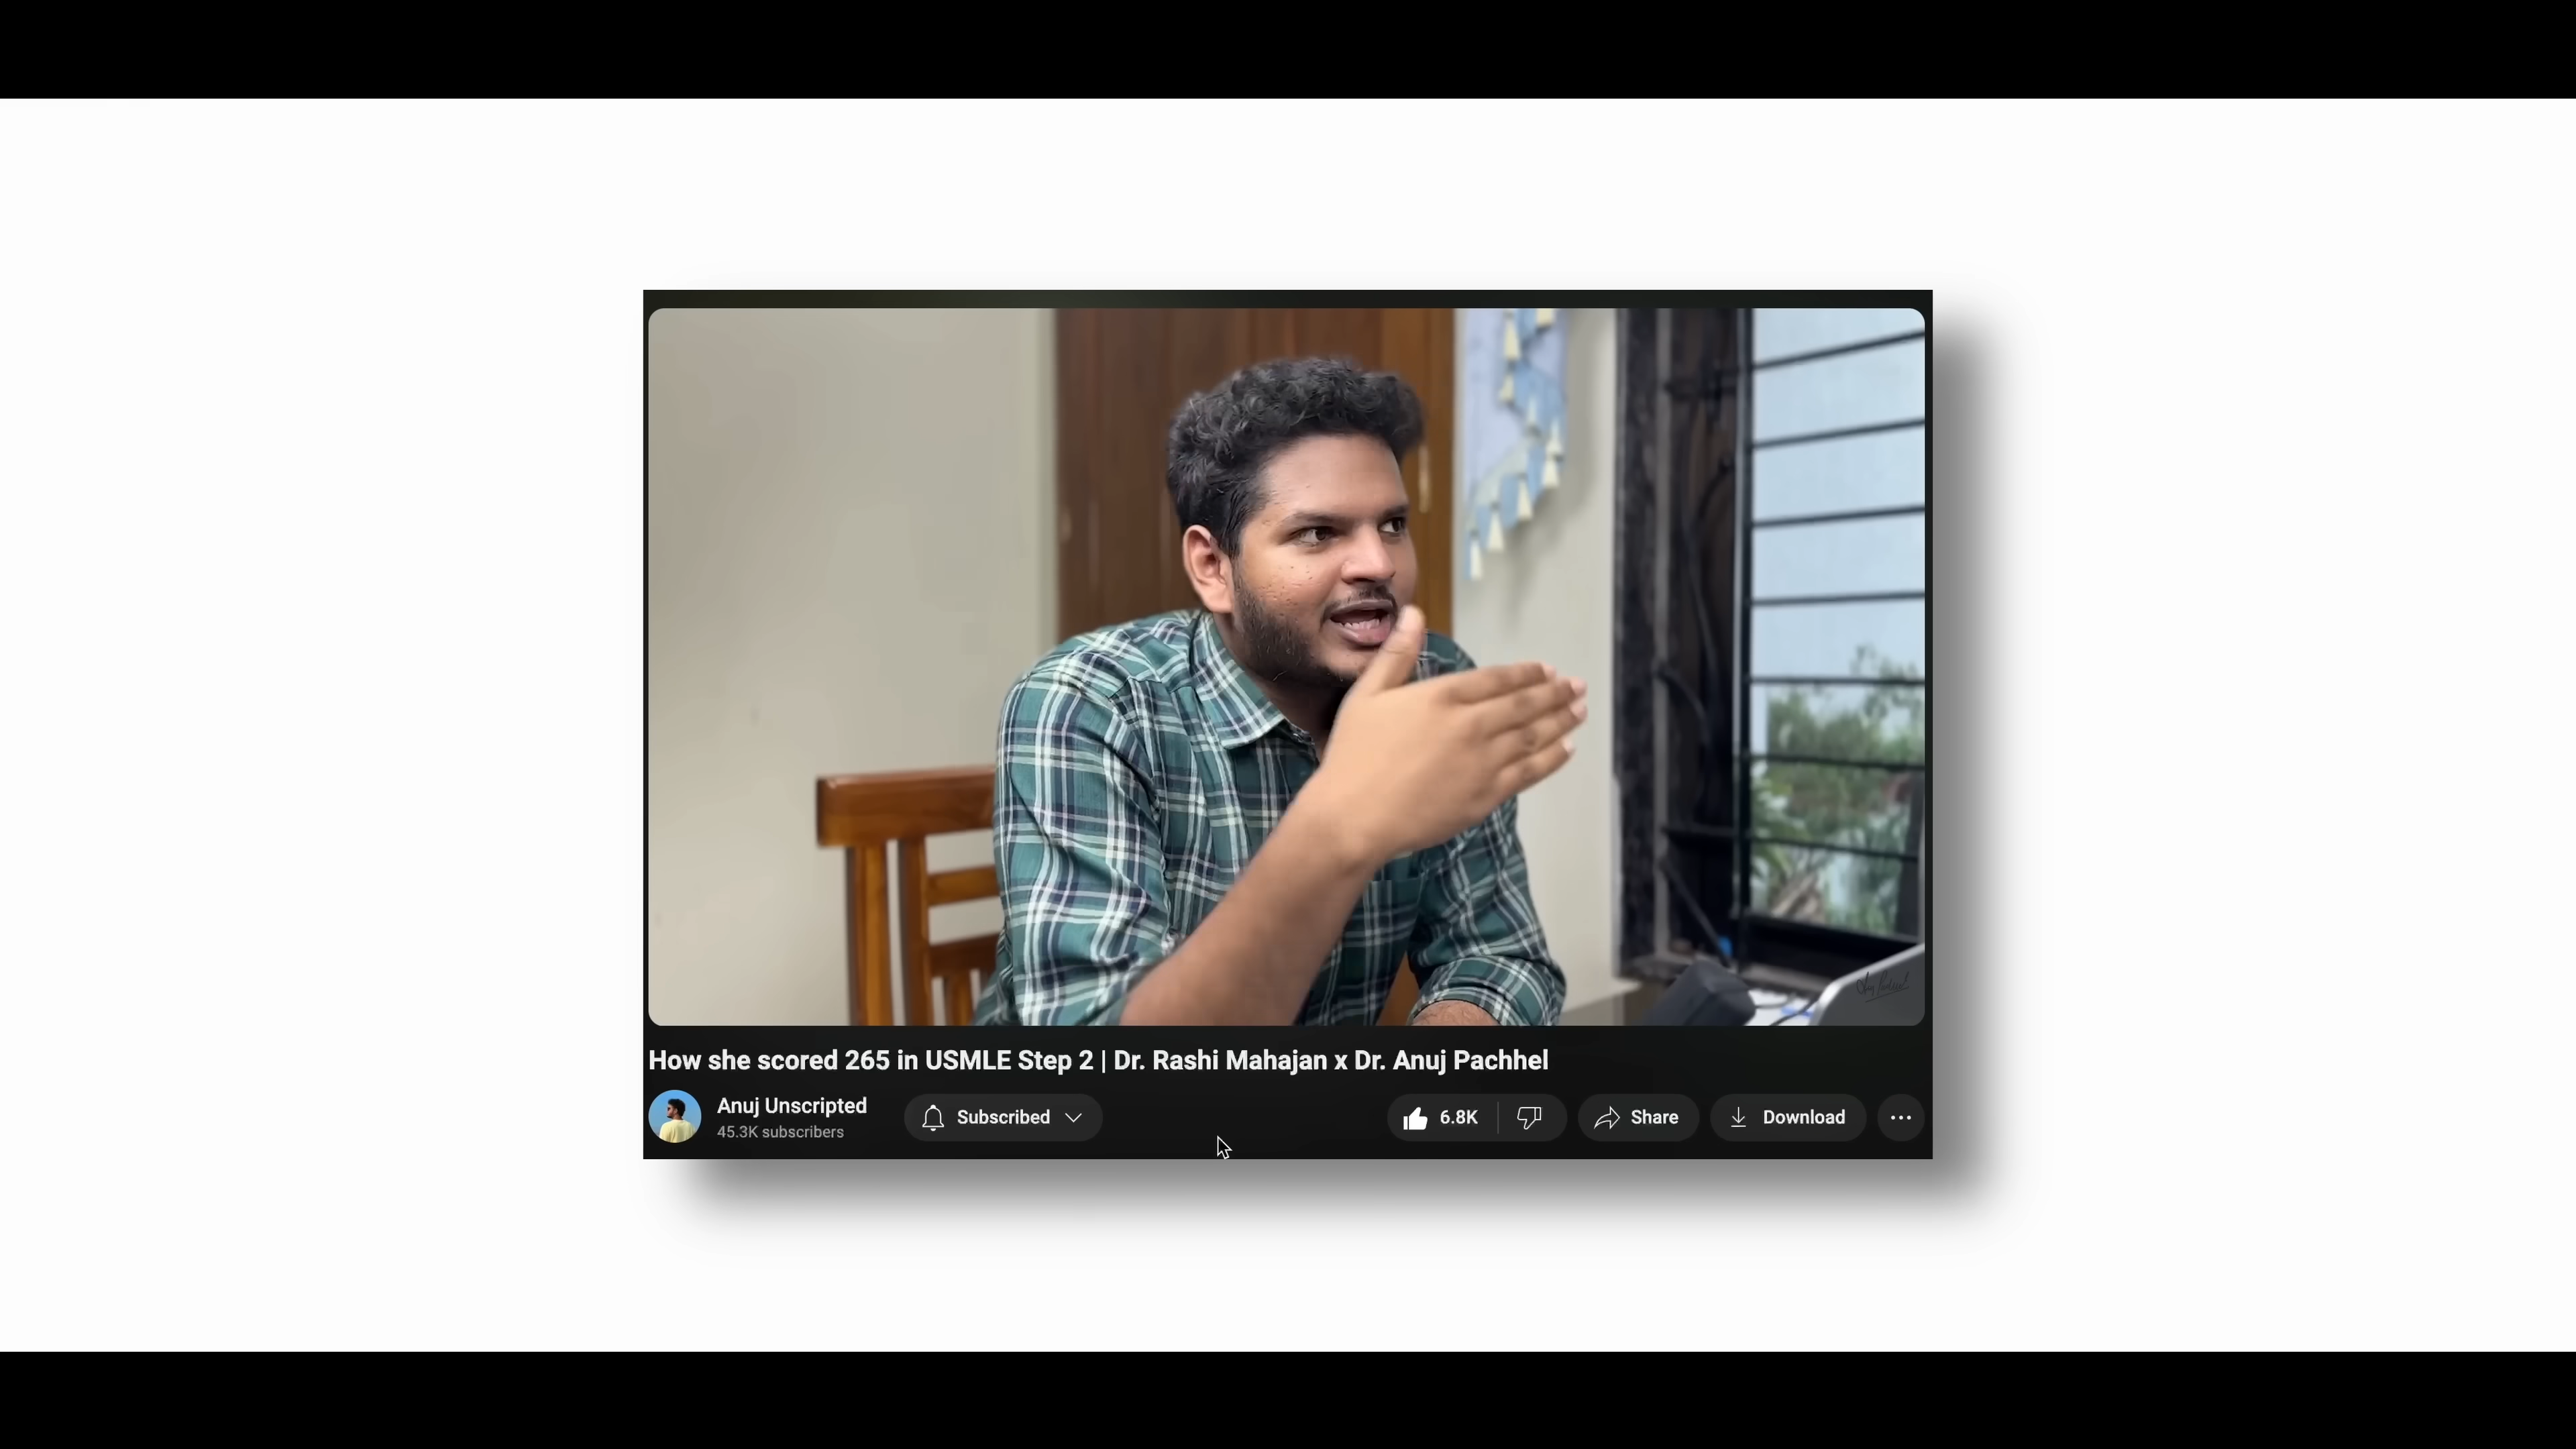 How she scored 265 in USMLE Step 2 | Dr. Rashi Mahajan x Dr. Anuj Pachhel
Anuj Unscripted
45.3K subscribers
Subscribed
6.8K
Share
Download